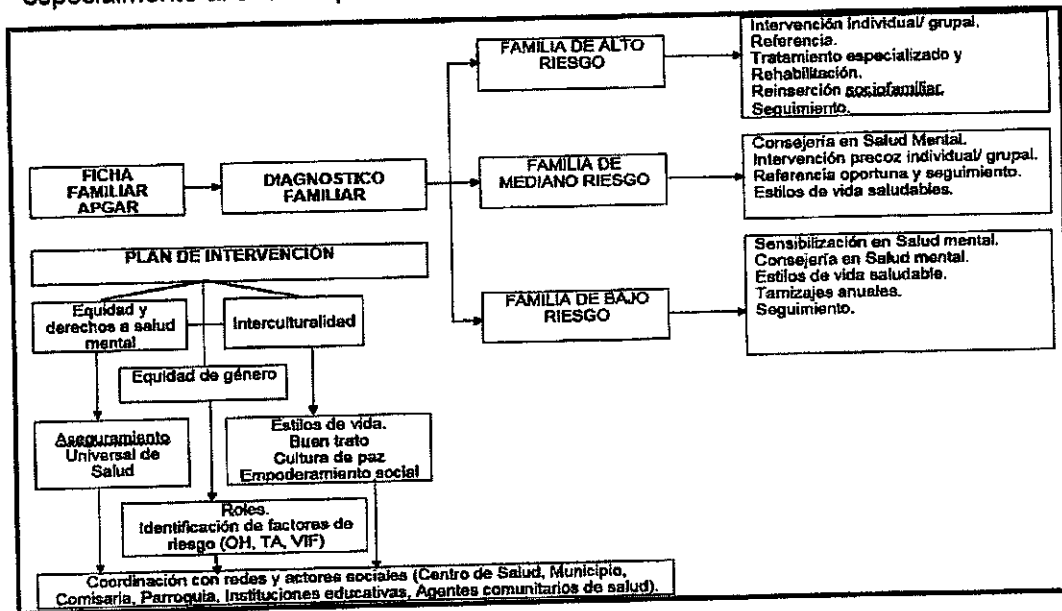 especialmente
FAMILIA DE ALTO
RIESGO
Intervención individual/ grupal.
Referencia.
Tratamiento especializado y
Rehabilitación.
Reinserción sociofamiliar.
Seguimiento.
FICHA
FAMILIAR
APGAR
DIAGNOSTICO
FAMILIAR
FAMILIA DE
MEDIANO RIESGO
Consejería en Salud Mental.
Intervención precoz individual/ grupal.
Referencia oportuna y seguimiento.
Estilos de vida saludables.
FAMILIA DE BAJO
RIESGO
Sensibilización en Salud mental.
Consejería en Salud mental.
Estilos de vida saludable.
Tamizajes anuales.
Seguimiento.
PLAN DE INTERVENCIÓN
Equidad y
derechos a salud
mental
Interculturalidad
Equidad de género
Aseguramiento
Universal de
Salud
Estilos de vida.
Buen trato
Cultura de paz
Empoderamiento social
Roles.
Identificación de factores de
riesgo (OH, TA, VIF)
Coordinación con redes y actores sociales (Centro de Salud, Municipio,
Comisaría, Parroquia, Instituciones educativas, Agentes comunitarios de salud).